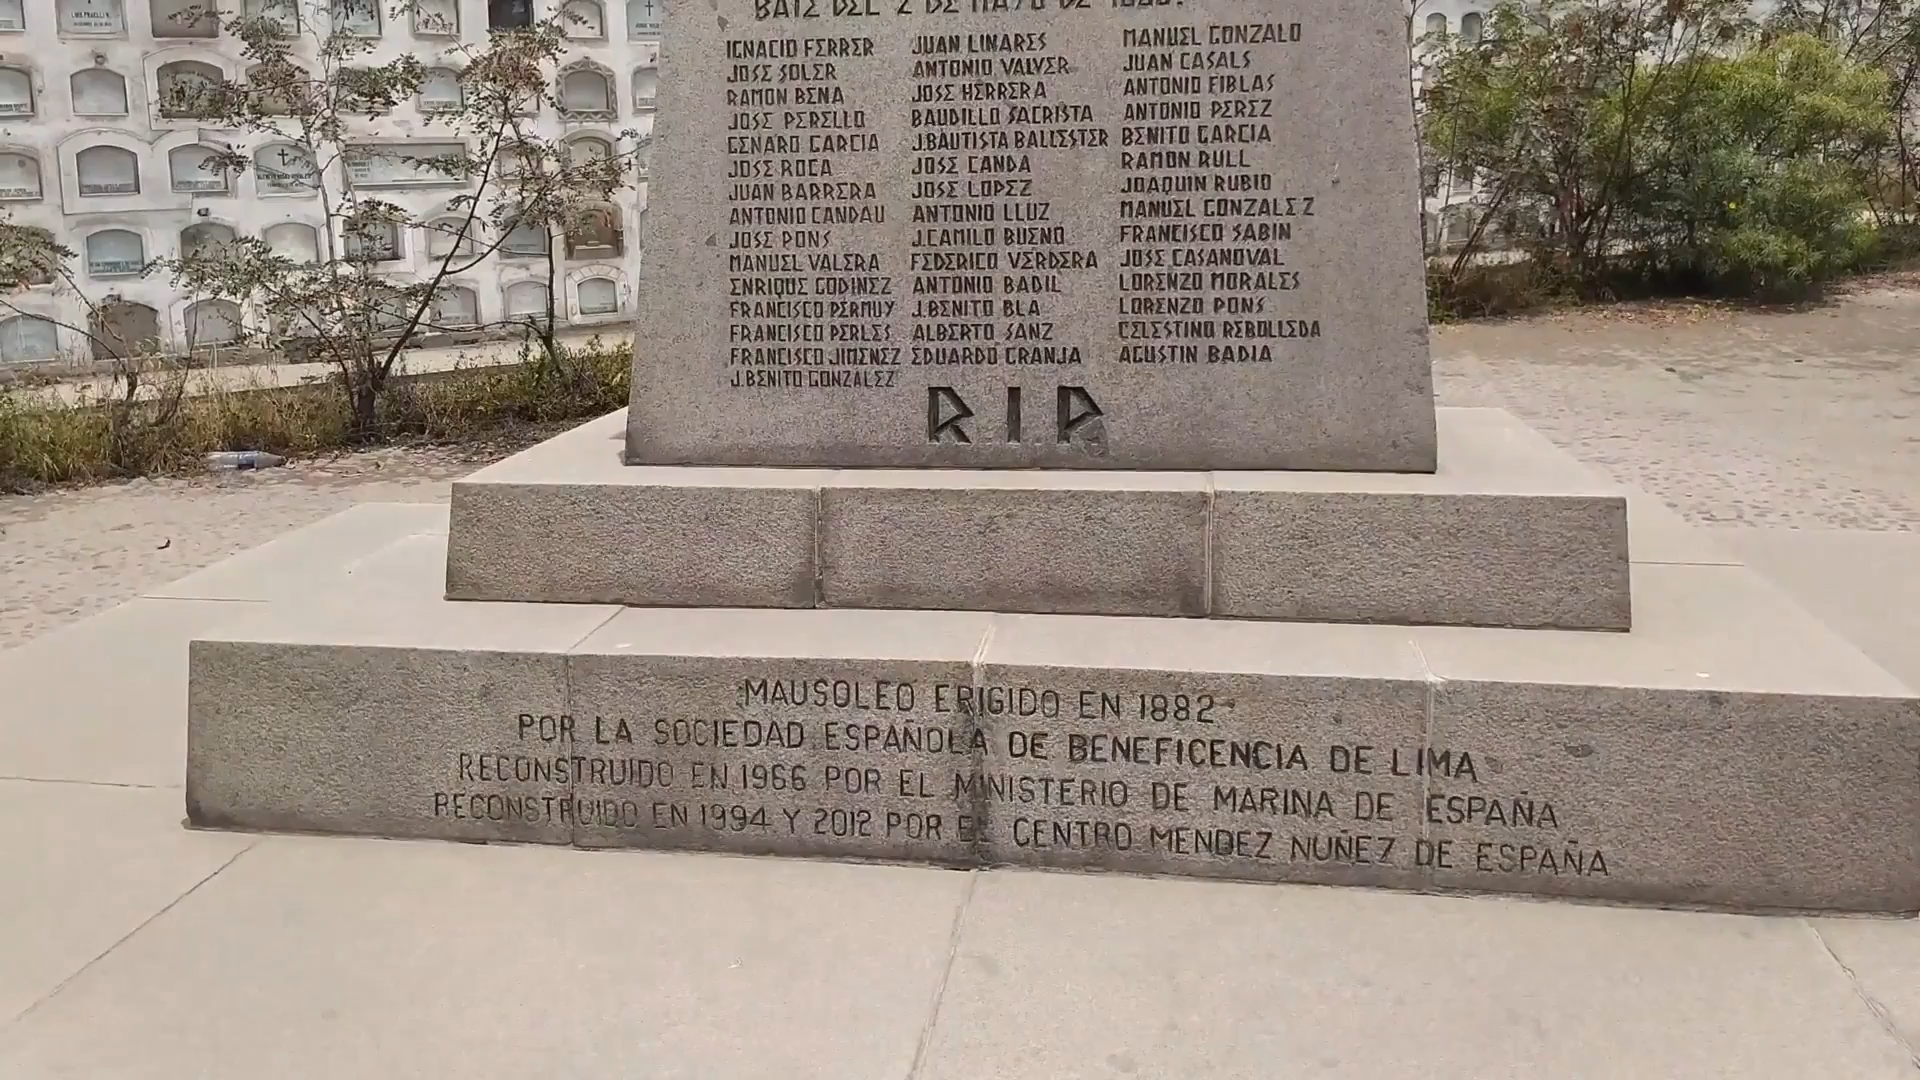 DEL 2 DE MAYO DE
IGNACIO FERRER JUAN LINARES MANUEL GONZALO
JOSE SOLER ANTONIO VALVER JUAN CASALS
RAMON BENA JOSE HERRERA ANTONIO FIBLAS
JOSE PERELLO BAUDILLO SACRISTA ANTONIO PEREZ
GENARO GARCIA J.BAUTISTA BALLESTER BENITO GARCIA
JOSE ROCA JOSE CANDA RAMON RULL
JUAN BARRERA JOSE LOPEZ JOAQUIN RUBIO
ANTONIO CANDAU ANTONIO LLUZ MANUEL GONZALEZ
JOSE PONS J.CAMILO BUENO FRANCISCO SABIN
MANUEL VALERA FEDERICO VERDERA JOSE CASANOVAL
ENRIQUE GODINEZ ANTONIO BADIL LORENZO MORALES
FRANCISCO PERMUY J.BENITO BLA LORENZO PONS
FRANCISCO PERLES ALBERTO SANZ CELESTINO REBOLLEDA
FRANCISCO JIMENEZ EDUARDO GRANJA AGUSTIN BADIA
J.BENITO GONZALEZ
RIP
MAUSOLEO ERIGIDO EN 1882
POR LA SOCIEDAD ESPAÑOLA DE BENEFICENCIA DE LIMA
RECONSTRUIDO EN 1966 POR EL MINISTERIO DE MARINA DE ESPAÑA
RECONSTRUIDO EN 1994 Y 2012 POR EL CENTRO MENDEZ NUÑEZ DE ESPAÑA